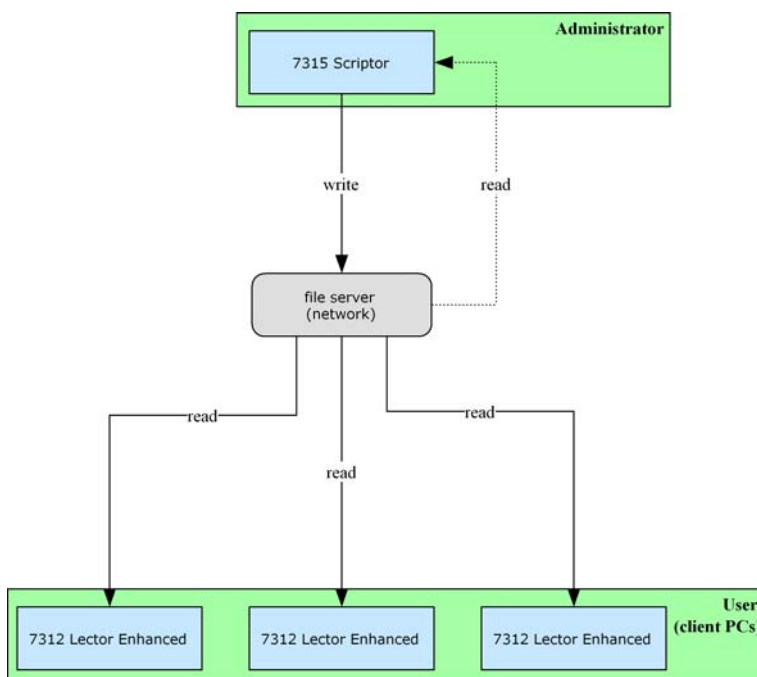 Administrator
7315 Scriptor
write
read
file server
(network)
read
read
read
User
(client PCs
7312 Lector Enhanced
7312 Lector Enhanced
7312 Lector Enhanced